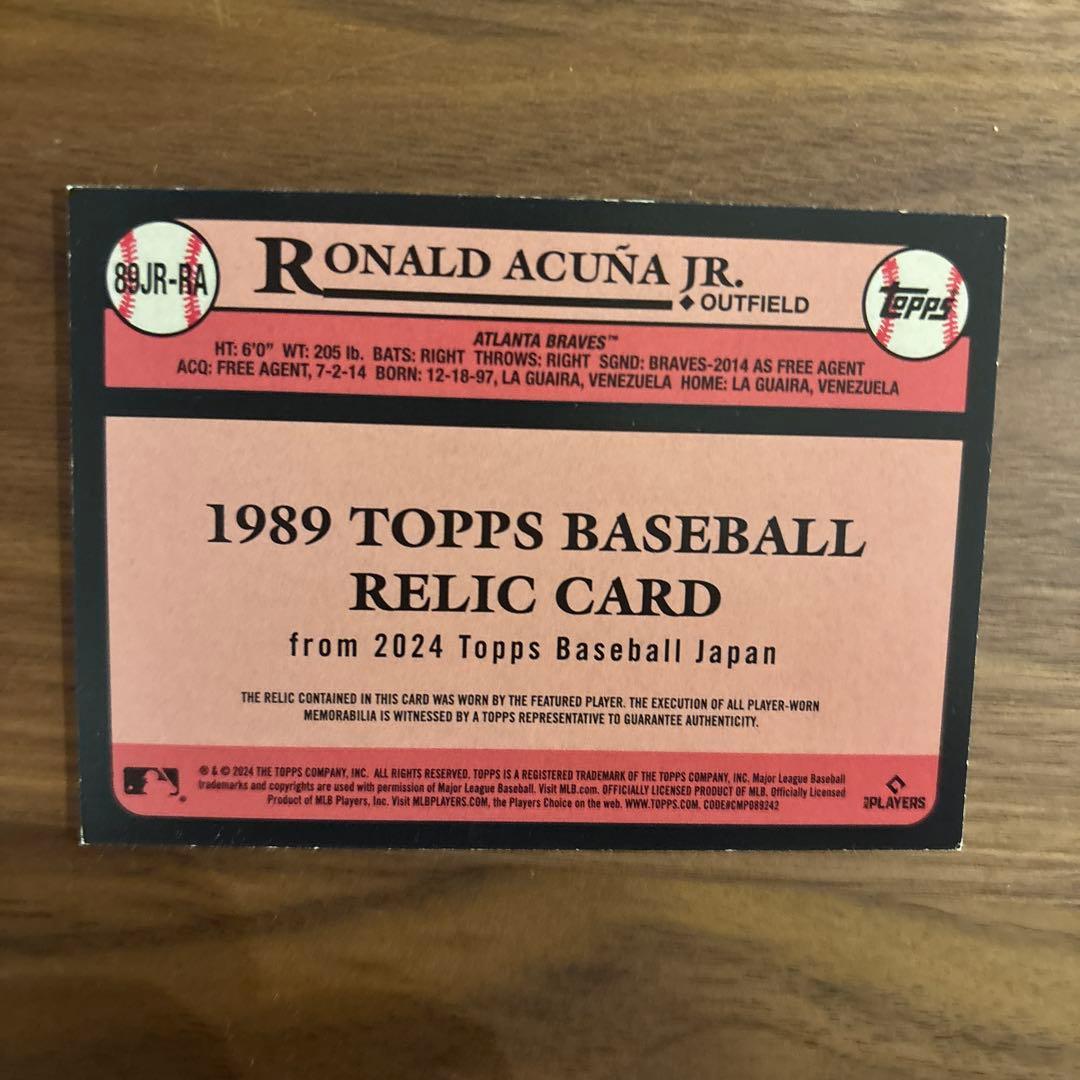 89JR-RA
RONALD ACUÑA JR.
♦ OUTFIELD
Topps
ATLANTA BRAVES™
HT: 6'0" WT: 205 lb. BATS: RIGHT THROWS: RIGHT SGND: BRAVES-2014 AS FREE AGENT
ACQ: FREE AGENT, 7-2-14 BORN: 12-18-97, LA GUAIRA, VENEZUELA HOME: LA GUAIRA, VENEZUELA
1989 TOPPS BASEBALL
RELIC CARD
from 2024 Topps Baseball Japan
THE RELIC CONTAINED IN THIS CARD WAS WORN BY THE FEATURED PLAYER. THE EXECUTION OF ALL PLAYER-WORN
MEMORABILIA IS WITNESSED BY A TOPPS REPRESENTATIVE TO GUARANTEE AUTHENTICITY.
® & © 2024 THE TOPPS COMPANY, INC. ALL RIGHTS RESERVED. TOPPS IS A REGISTERED TRADEMARK OF THE TOPPS COMPANY, INC. Major League Baseball
trademarks and copyrights are used with permission of Major League Baseball. Visit MLB.com. OFFICIALLY LICENSED PRODUCT OF MLB. Officially Licensed
Product of MLB Players, Inc. Visit MLBPLAYERS.COM, the Players Choice on the web. WWW.TOPPS.COM. CODE#CMP089242
MLB PLAYERS